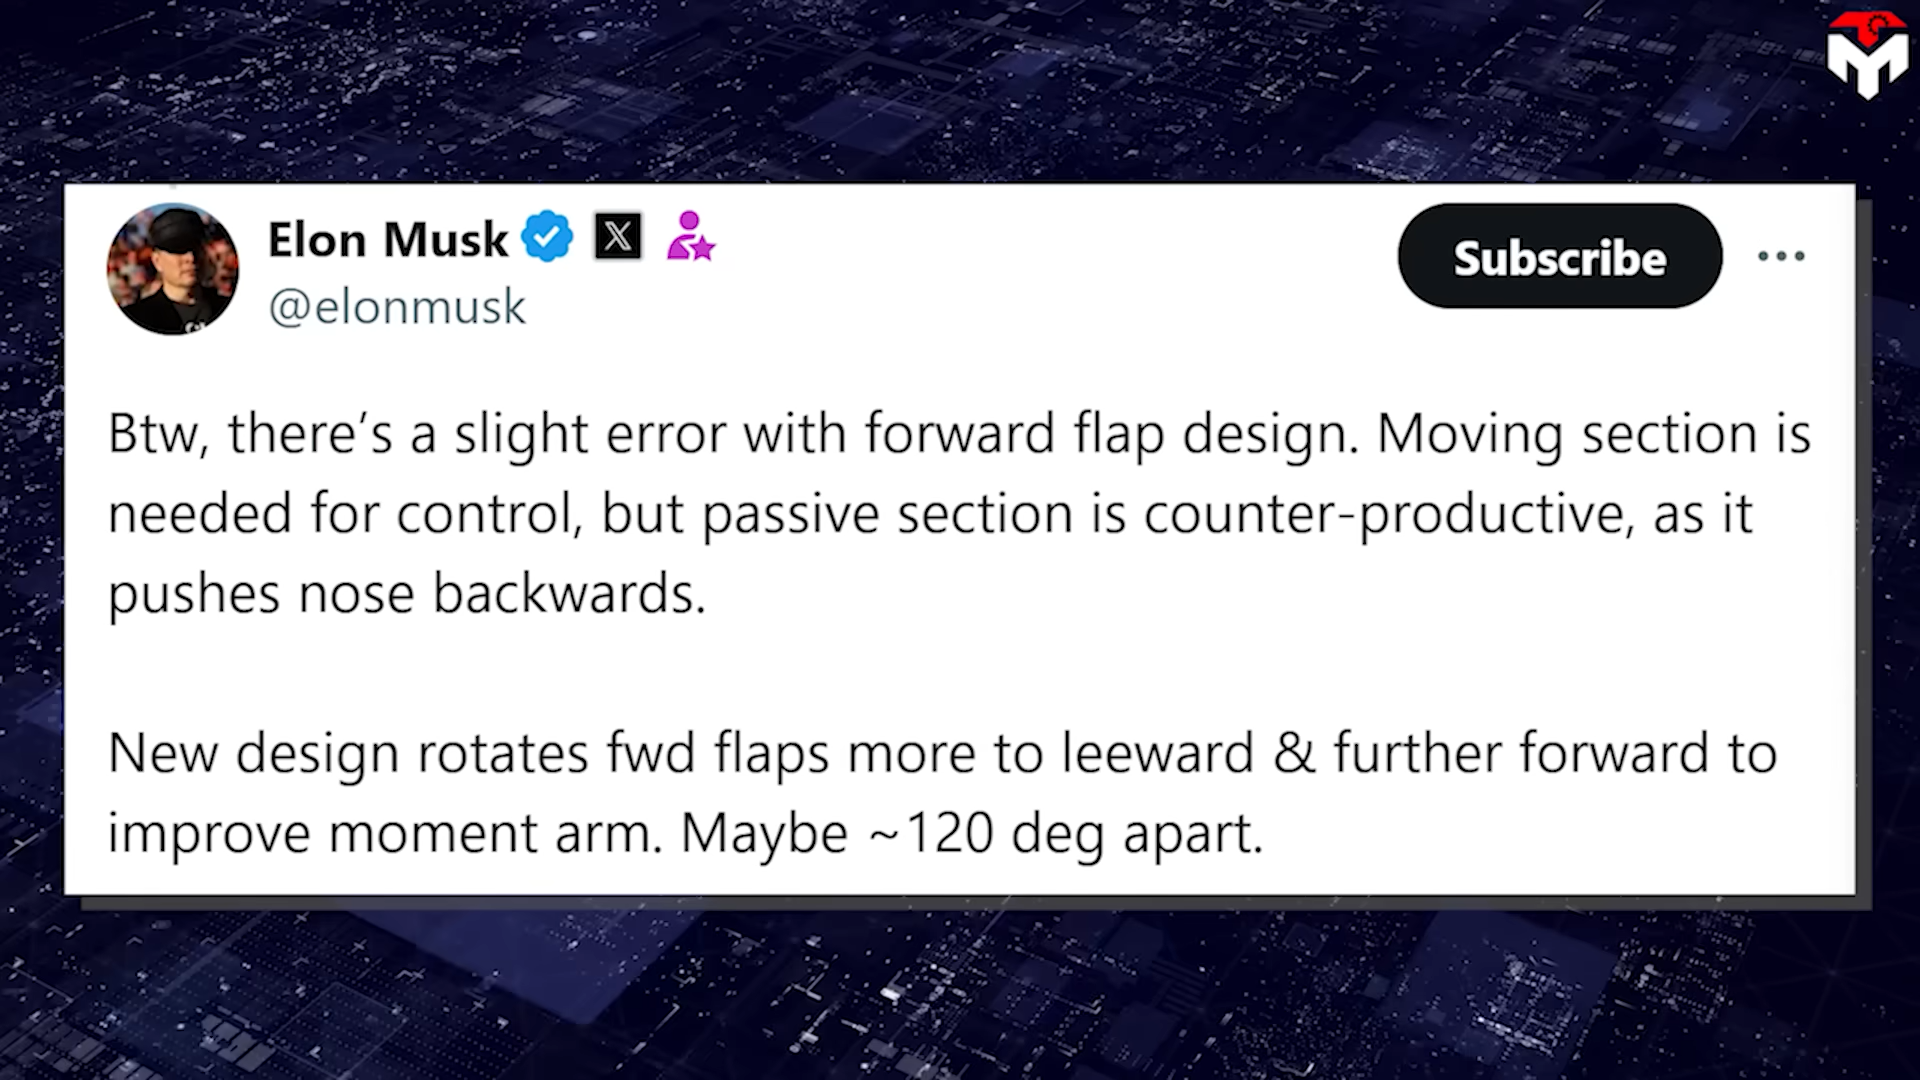 Elon Musk
@elonmusk
Subscribe
Btw, there’s a slight error with forward flap design. Moving section is
needed for control, but passive section is counter-productive, as it
pushes nose backwards.
New design rotates fwd flaps more to leeward & further forward to
improve moment arm. Maybe ~120 deg apart.